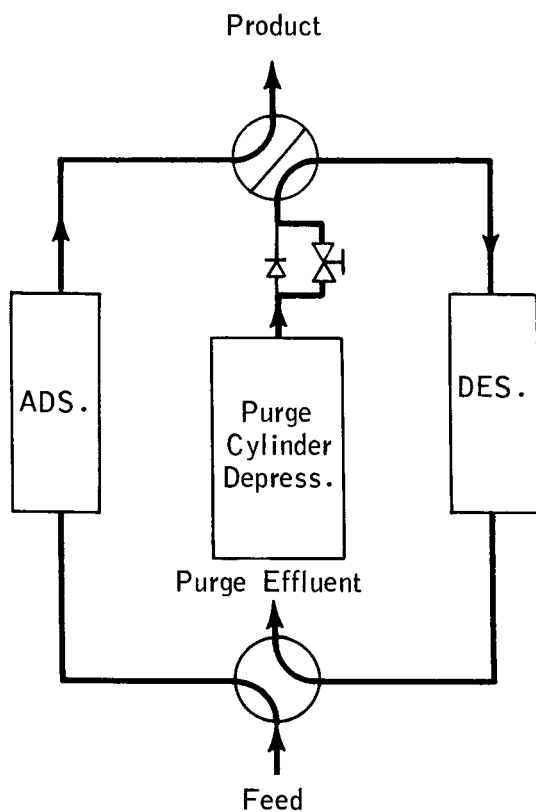 Product
ADS.
Purge
Cylinder
Depress.
DES.
Purge Effluent
Feed